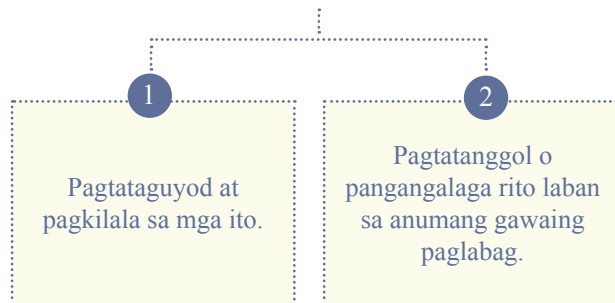 1
Pagtataguyod at
pagkilala sa mga ito.
2
Pagtatanggol o
pangangalaga rito laban
sa anumang gawaing
paglabag.